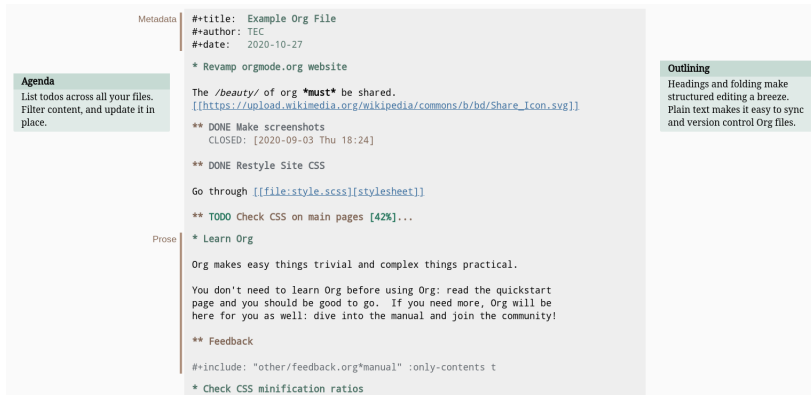 Metadata
#+title:  Example Org File
#+author: TEC
#+date:   2020-10-27
* Revamp orgmode.org website
Agenda
List todos across all your files.
Filter content, and update it in
place.
The /beauty/ of org *must* be shared.
[[https://upload.wikimedia.org/wikipedia/commons/b/bd/Share_Icon.svg]]
Outlining
Headings and folding make
structured editing a breeze.
Plain text makes it easy to sync
and version control Org files.
** DONE Make screenshots
CLOSED: [2020-09-03 Thu 18:24]
** DONE Restyle Site CSS
Go through [[file:style.scss][stylesheet]]
** TODO Check CSS on main pages [42%]...
Prose
* Learn Org
Org makes easy things trivial and complex things practical.
You don't need to learn Org before using Org: read the quickstart
page and you should be good to go.  If you need more, Org will be
here for you as well: dive into the manual and join the community!
** Feedback
#+include: "other/feedback.org*manual" :only-contents t
* Check CSS minification ratios